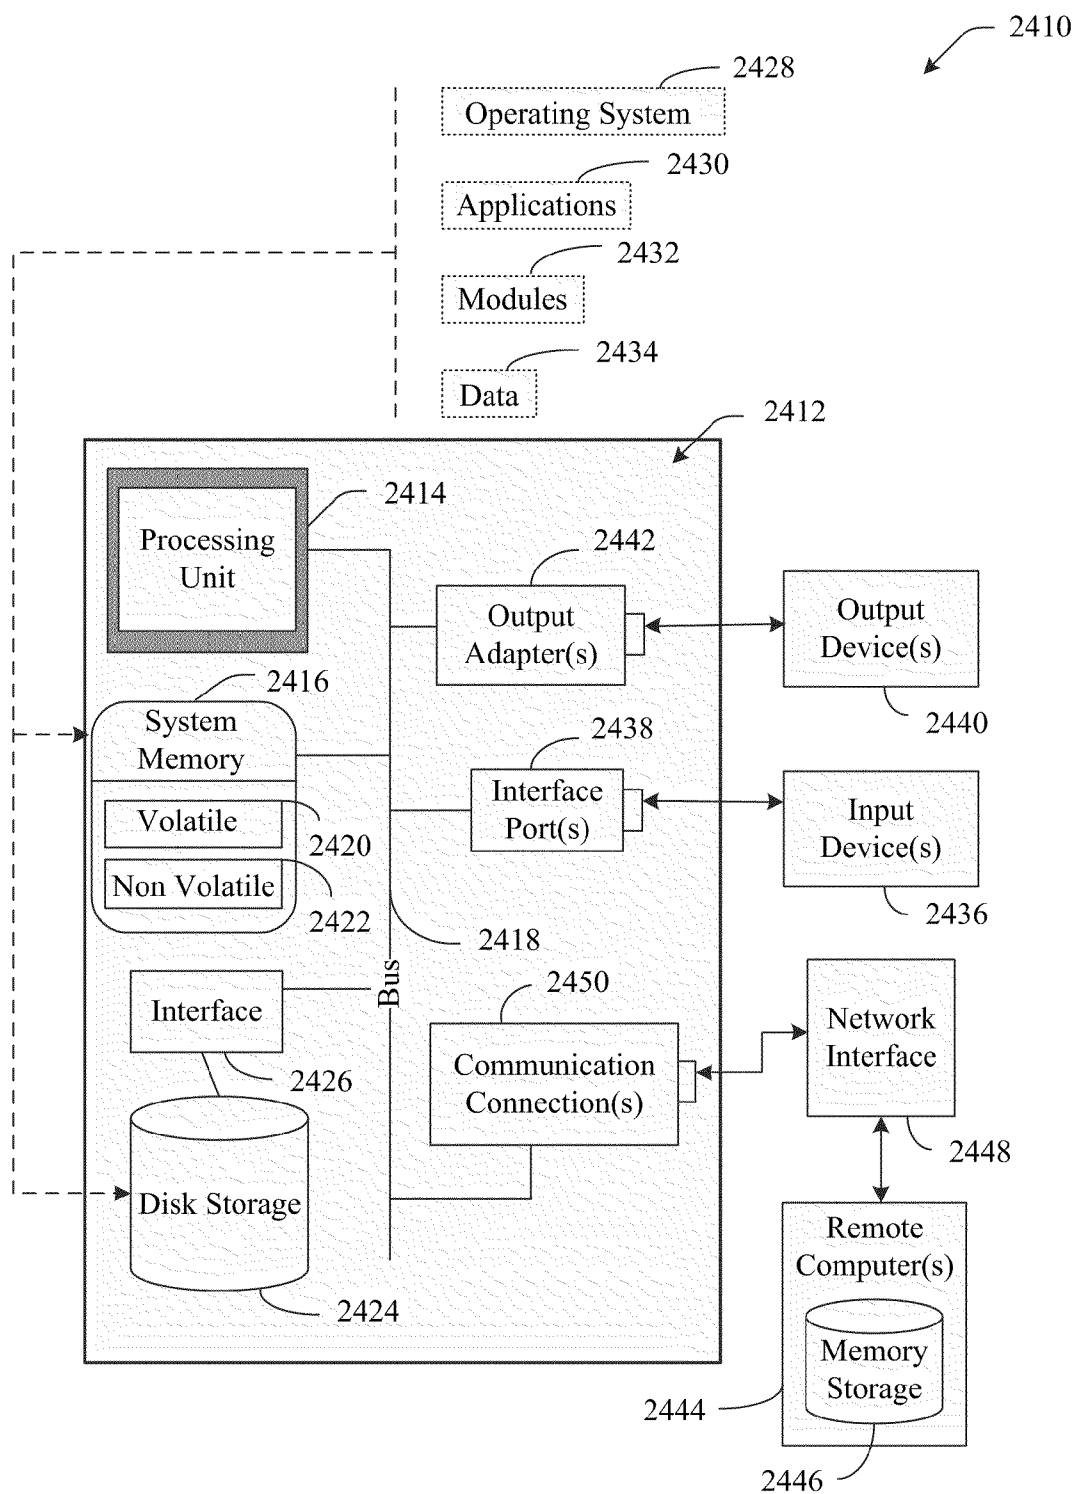 2410
2428
Operating System
2430
Applications
2432
Modules
2434
Data
2412
2414
Processing
Unit
2442
Output
Adapter(s)
Output
Device(s)
2440
2416
System
Memory
Volatile
2420
Non Volatile
2422
2438
Interface
Port(s)
Input
Device(s)
2436
2418
Bus
Interface
2426
2450
Communication
Connection(s)
Network
Interface
2448
Disk Storage
2424
Remote
Computer(s)
Memory
Storage
2444
2446